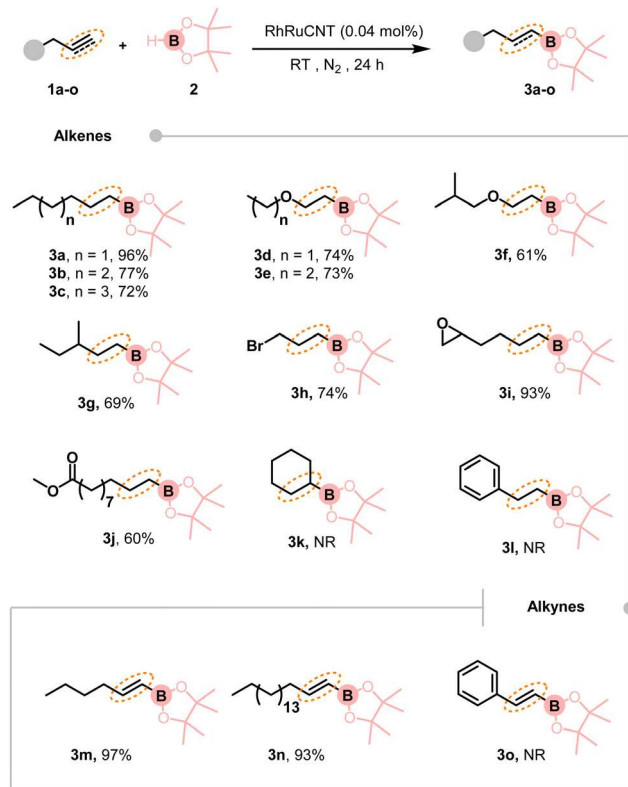 RhRuCNT (0.04 mol%)
+ H B O O
RT , N₂ , 24 h
B O O
1a-o 2 3a-o
Alkenes
n B O O
3a, n = 1, 96%
3b, n = 2, 77%
3c, n = 3, 72%
n O B O O
3d, n = 1, 74%
3e, n = 2, 73%
O B O O
3f, 61%
B O O
3g, 69%
Br B O O
3h, 74%
O B O O
3i, 93%
O O 7 B O O
3j, 60%
B O O
3k, NR
B O O
3l, NR
Alkynes
B O O
3m, 97%
13 B O O
3n, 93%
B O O
3o, NR